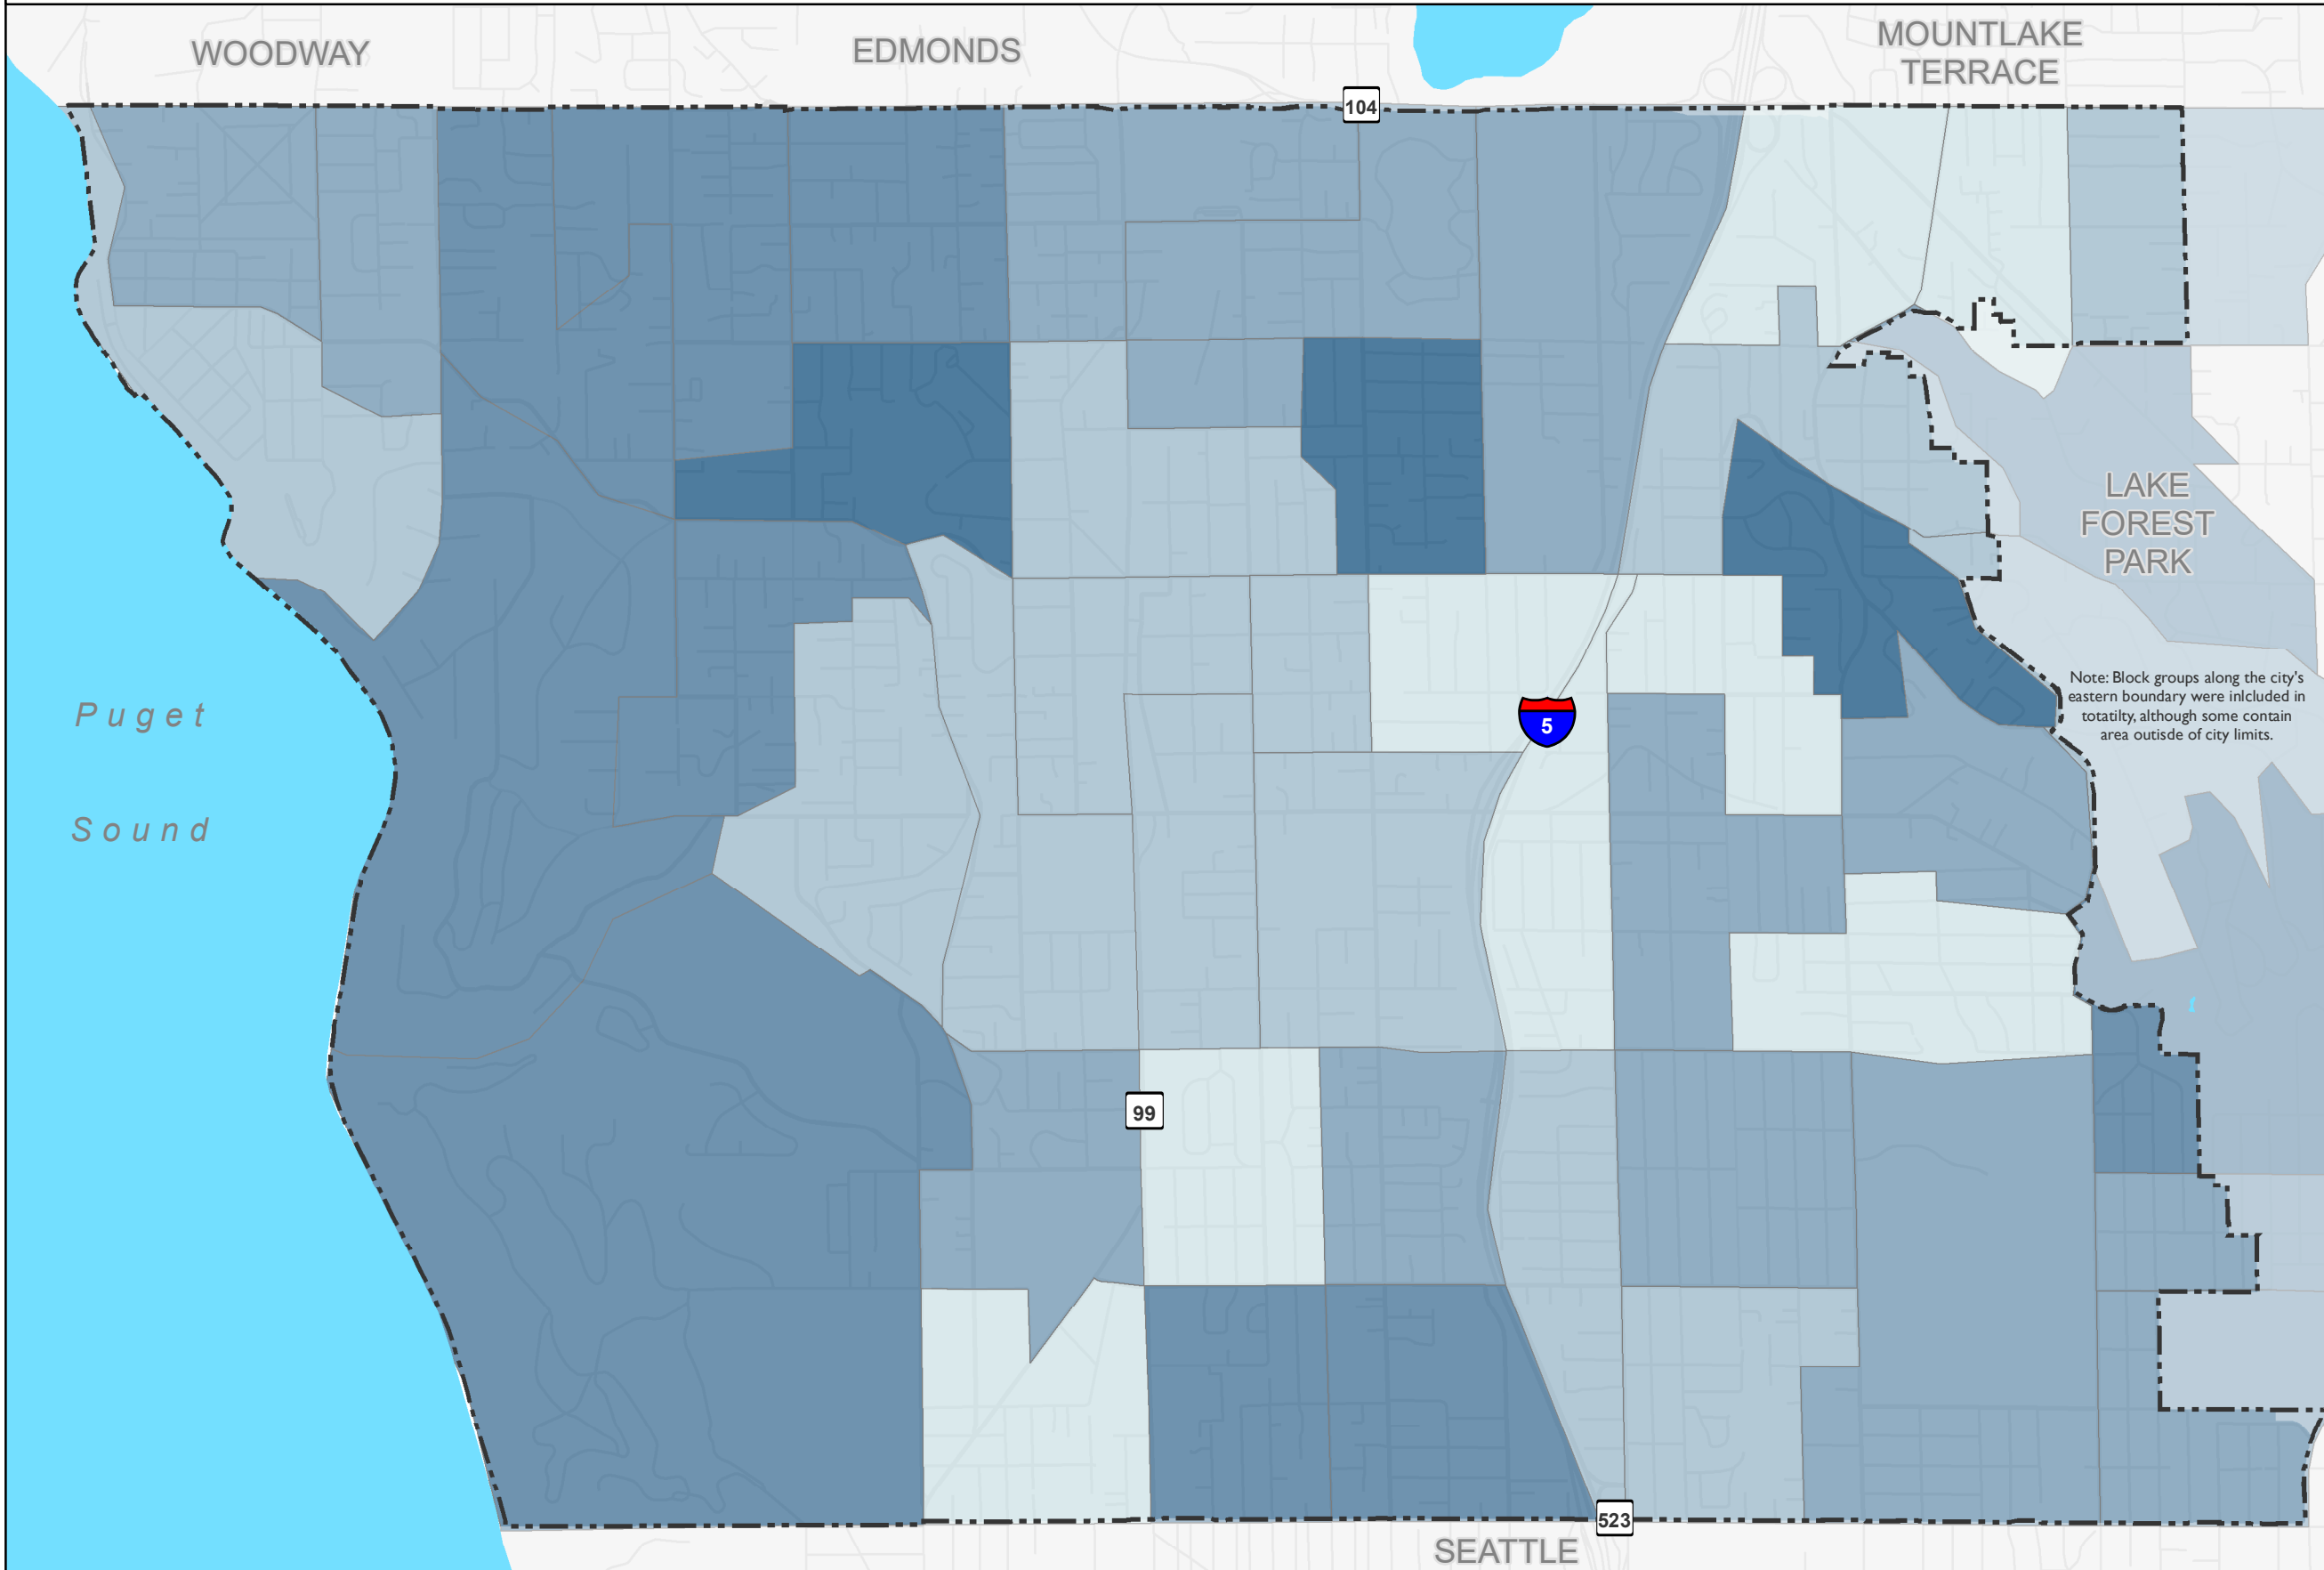 WOODWAY
EDMONDS
MOUNTLAKE
TERRACE
104
LAKE
FOREST
PARK
Note: Block groups along the city's
eastern boundary were inlcluded in
totatilty, although some contain
area outisde of city limits.
Puget
Sound
5
t
99
523
SEATTLE